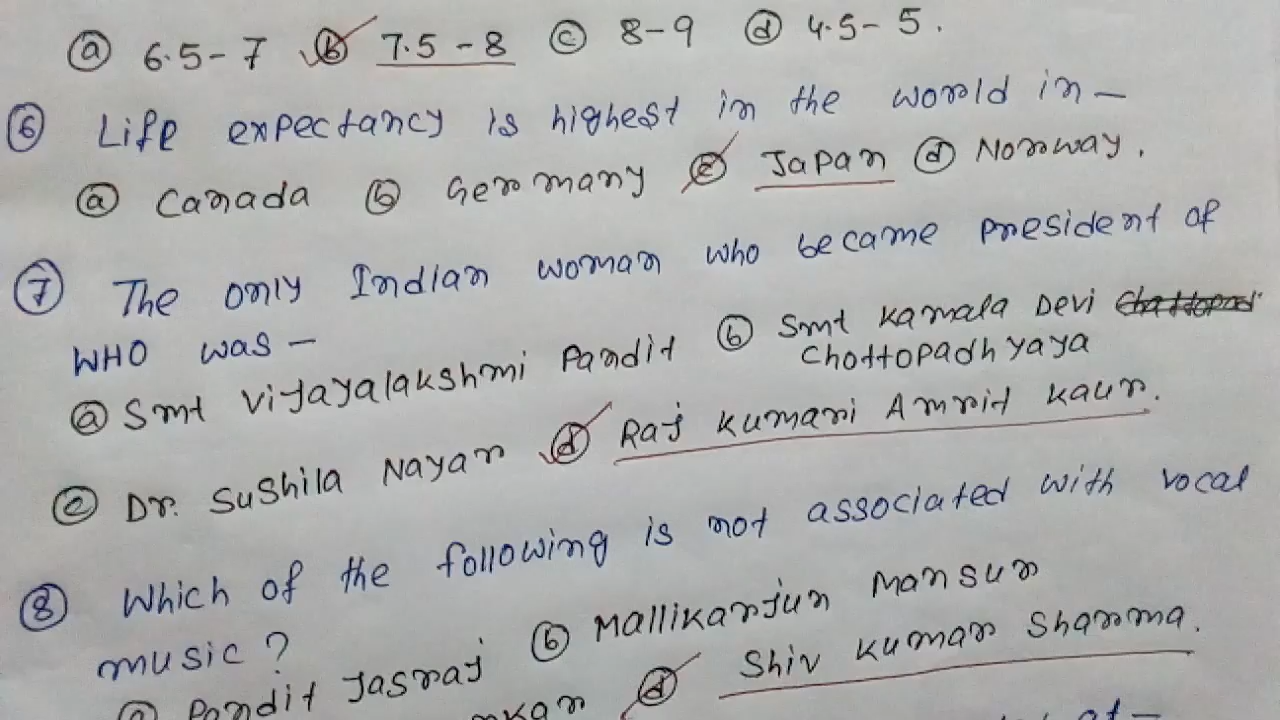 ⓐ 6.5-7 ⓑ 7.5-8 ⓒ 8-9 ⓓ 4.5-5.
⑥ Life expectancy is highest in the world in-
ⓐ Canada ⓑ Germany ⓒ Japan ⓓ Norway.
⑦ The only Indian woman who became president of
WHO was-
ⓐ Smt Vijayalakshmi Pandit ⓑ Smt Kamala Devi
Chottopadhyaya
ⓒ Dr. Sushila Nayar ⓓ Raj Kumari Amrit Kaur.
⑧ Which of the following is not associated with vocal
music?
ⓐ Pandit Jasraj ⓑ Mallikarjun Mansur
ⓓ Shiv Kumar Sharma.